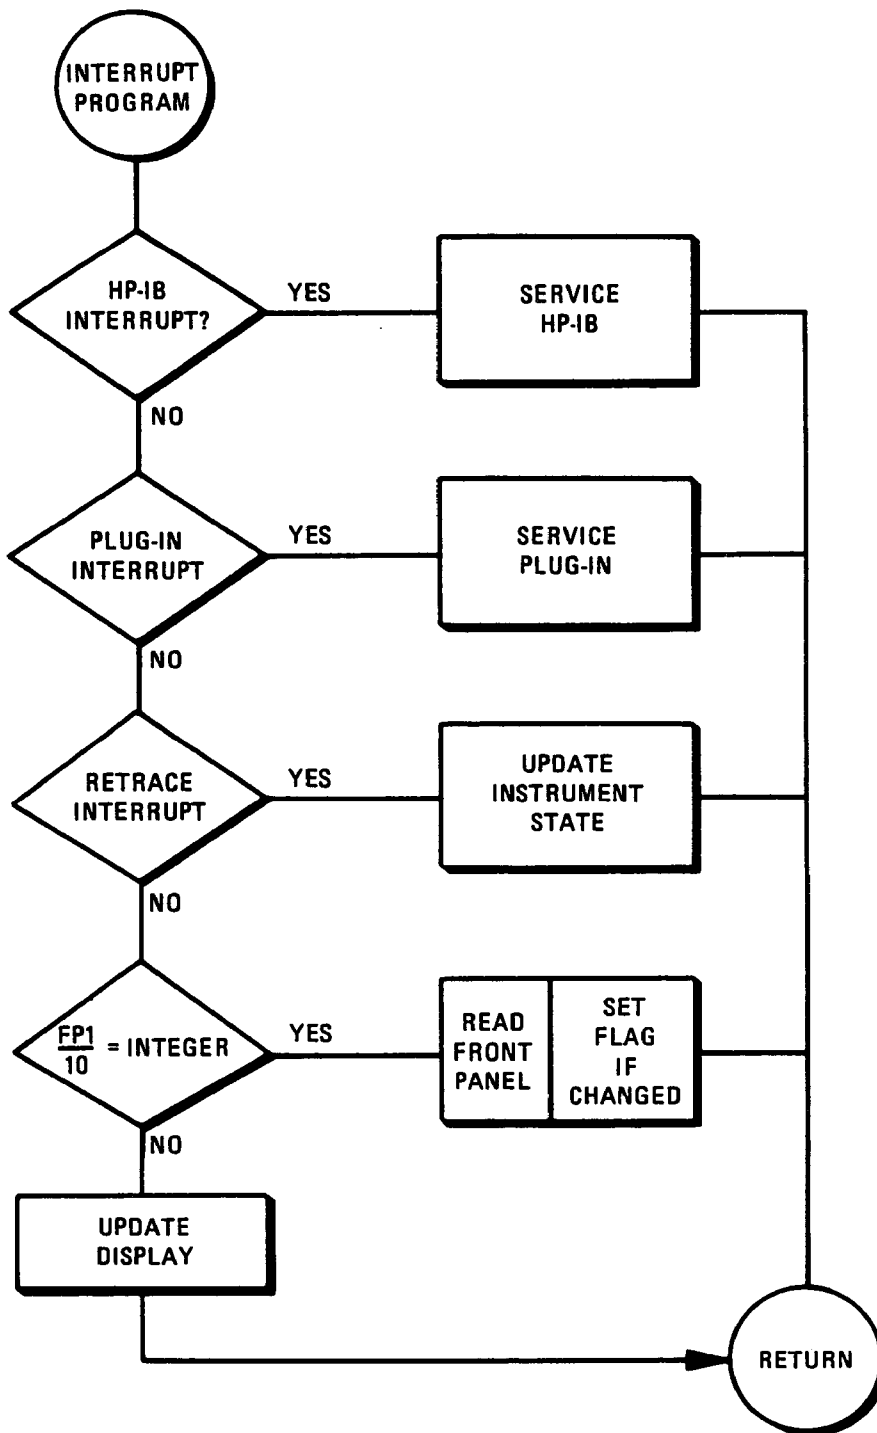 INTERRUPT
PROGRAM
HP-IB
INTERRUPT?
YES
SERVICE
HP-IB
NO
PLUG-IN
INTERRUPT
YES
SERVICE
PLUG-IN
NO
RETRACE
INTERRUPT
YES
UPDATE
INSTRUMENT
STATE
NO
FP1
10
= INTEGER
YES
READ
FRONT
PANEL
SET
FLAG
IF
CHANGED
NO
UPDATE
DISPLAY
RETURN